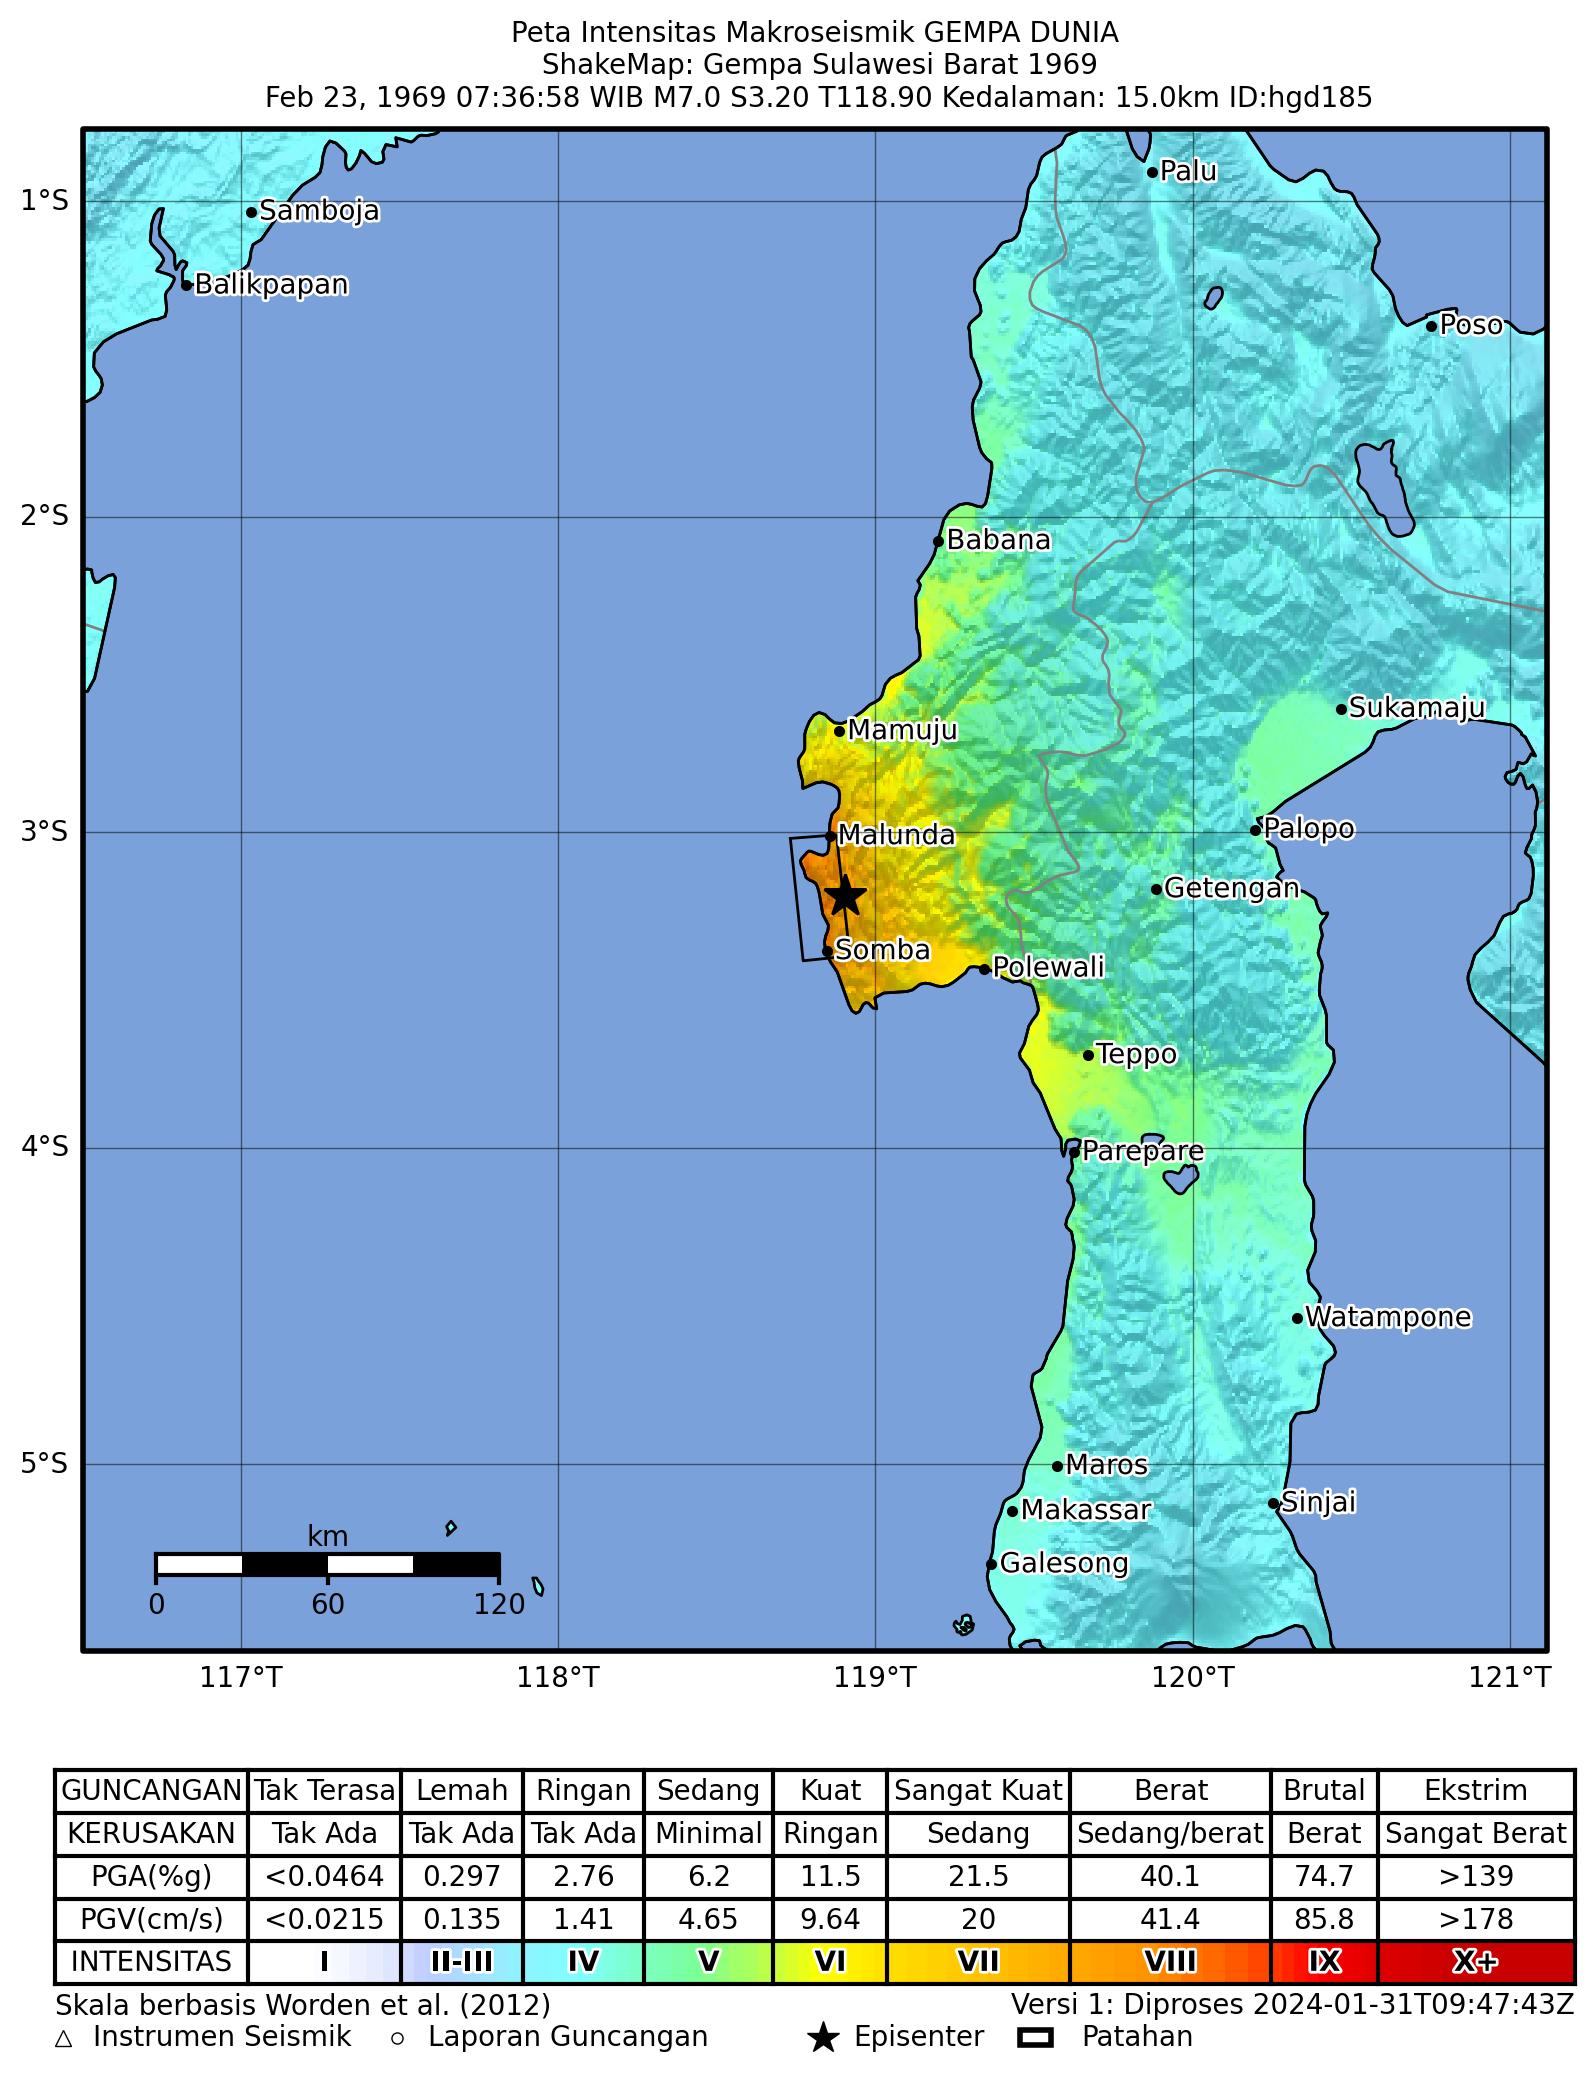 Peta Intensitas Makroseismik GEMPA DUNIA
ShakeMap: Gempa Sulawesi Barat 1969
Feb 23, 1969 07:36:58 WIB M7.0 S3.20 T118.90 Kedalaman: 15.0km ID:hgd185
Palu
1°S
Samboja
Balikpapan
Poso
2°S
Babana
Sukamaju
Mamuju
3°S
Malunda
Palopo
Getengan
Somba
Polewali
Teppo
4°S
Parepare
Watampone
5°S
Maros
Sinjai
Makassar
km
Galesong
0 60 120
117°T 118°T 119°T 120°T 121°T
GUNCANGAN Tak Terasa Lemah Ringan Sedang Kuat Sangat Kuat Berat Brutal Ekstrim
KERUSAKAN Tak Ada Tak Ada Tak Ada Minimal Ringan Sedang Sedang/berat Berat Sangat Berat
PGA(%g) <0.0464 0.297 2.76 6.2 11.5 21.5 40.1 74.7 >139
PGV(cm/s) <0.0215 0.135 1.41 4.65 9.64 20 41.4 85.8 >178
INTENSITAS I II-III IV V VI VII VIII IX X+
Skala berbasis Worden et al. (2012) Versi 1: Diproses 2024-01-31T09:47:43Z
Instrumen Seismik Laporan Guncangan Episenter Patahan